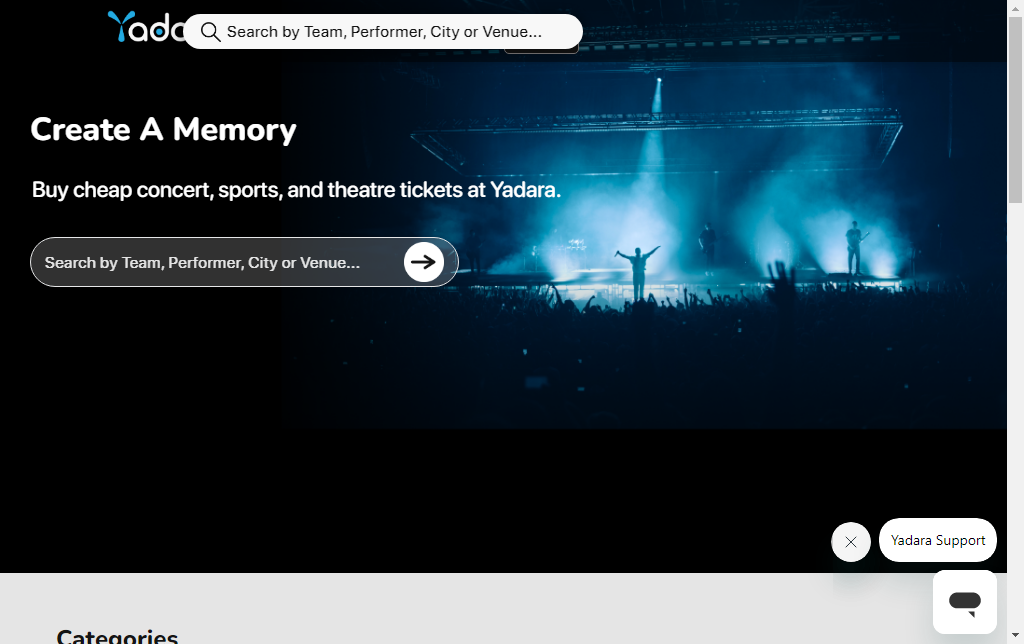 Yada
Search by Team, Performer, City or Venue...
Create A Memory
Buy cheap concert, sports, and theatre tickets at Yadara.
Search by Team, Performer, City or Venue...
Yadara Support
Categories